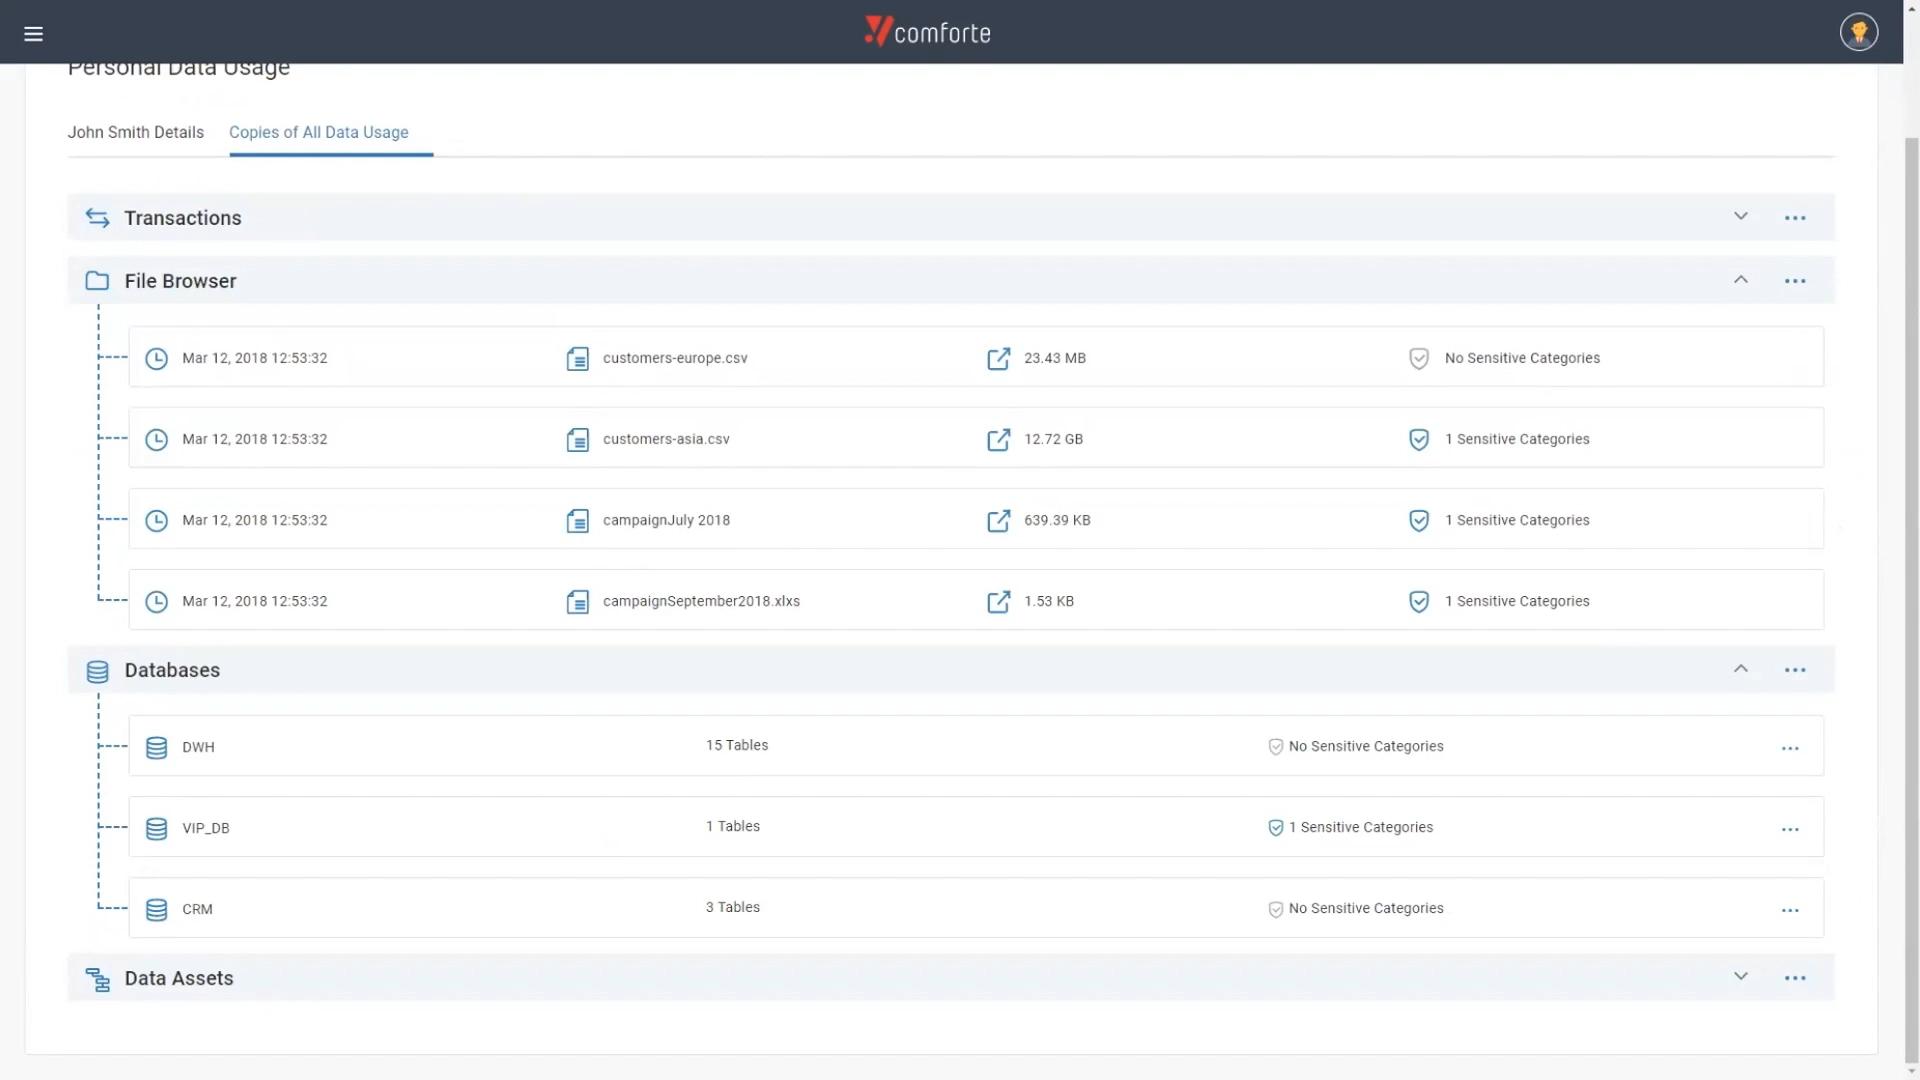 comforte
Personal Data Usage
John Smith Details
Copies of All Data Usage
Transactions
File Browser
Mar 12, 2018 12:53:32
customers-europe.csv
23.43 MB
No Sensitive Categories
Mar 12, 2018 12:53:32
customers-asia.csv
12.72 GB
1 Sensitive Categories
Mar 12, 2018 12:53:32
campaignJuly 2018
639.39 KB
1 Sensitive Categories
Mar 12, 2018 12:53:32
campaignSeptember2018.xlxs
1.53 KB
1 Sensitive Categories
Databases
DWH
15 Tables
No Sensitive Categories
VIP_DB
1 Tables
1 Sensitive Categories
CRM
3 Tables
No Sensitive Categories
Data Assets